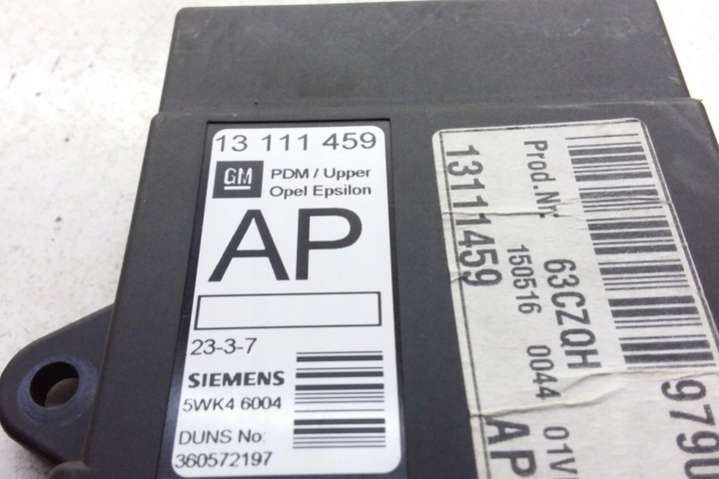 13 111 459
GM
PDM / Upper
Opel Epsilon
AP
23-3-7
SIEMENS
5WK4 6004
DUNS No:
360572197
Prod.Nr:
63CZQH
13111459
150516 0044 01V
AP
9790